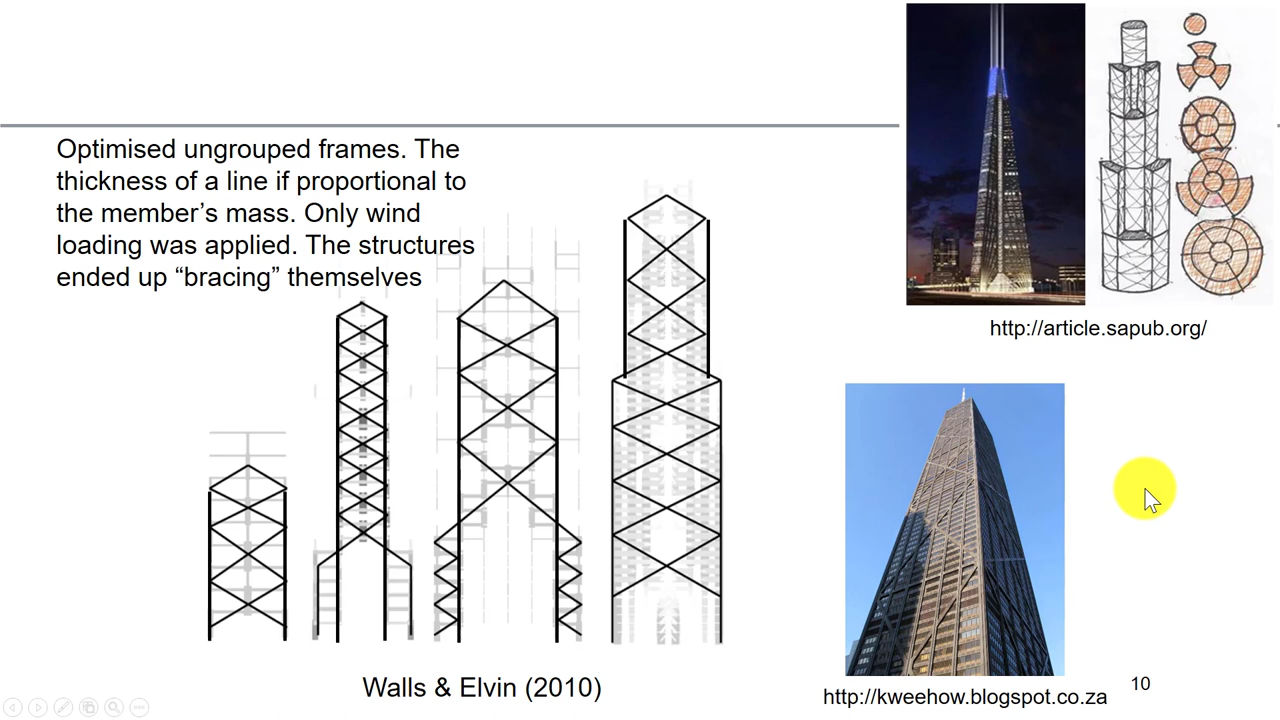 Optimised ungrouped frames. The
thickness of a line if proportional to
the member’s mass. Only wind
loading was applied. The structures
ended up “bracing” themselves
http://article.sapub.org/
Walls & Elvin (2010)
http://kweehow.blogspot.co.za
10